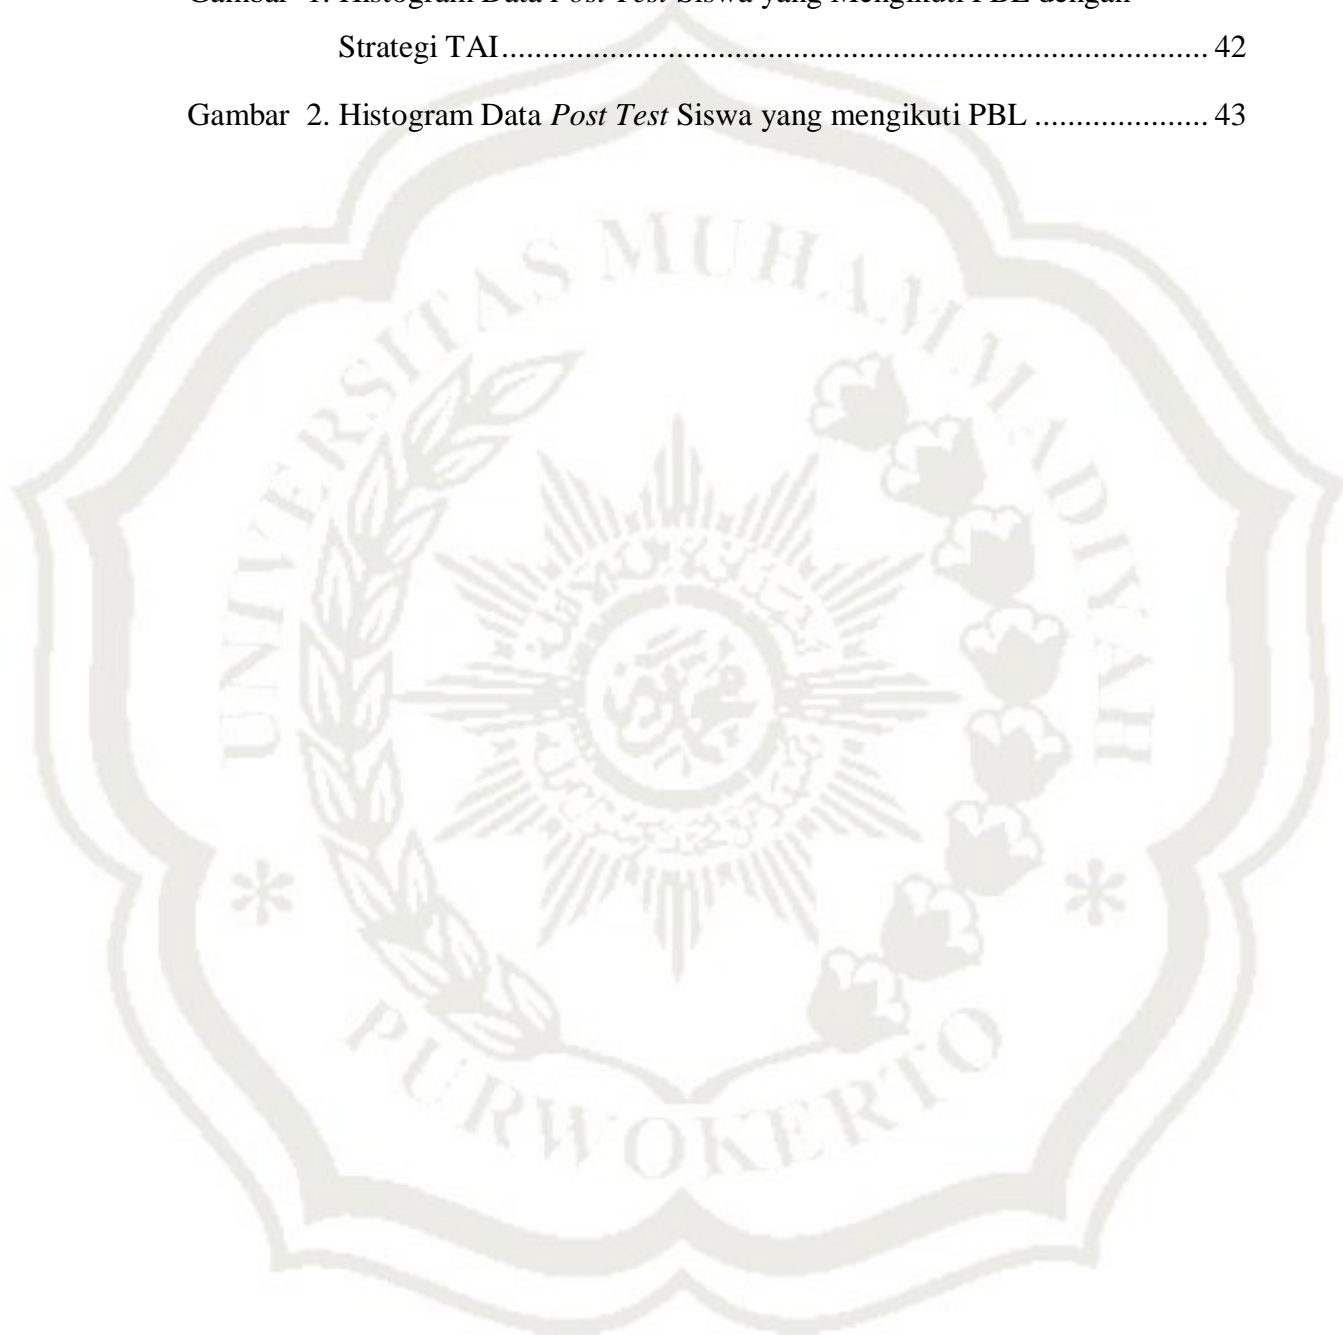 Gambar 1. Histogram Data Post Test Siswa yang Mengikuti PBL dengan
Strategi TAI........................................................................................ 42
Gambar 2. Histogram Data Post Test Siswa yang mengikuti PBL ..................... 43
UNIVERSITAS MUHAMMADIYAH
* *
PURWOKERTO